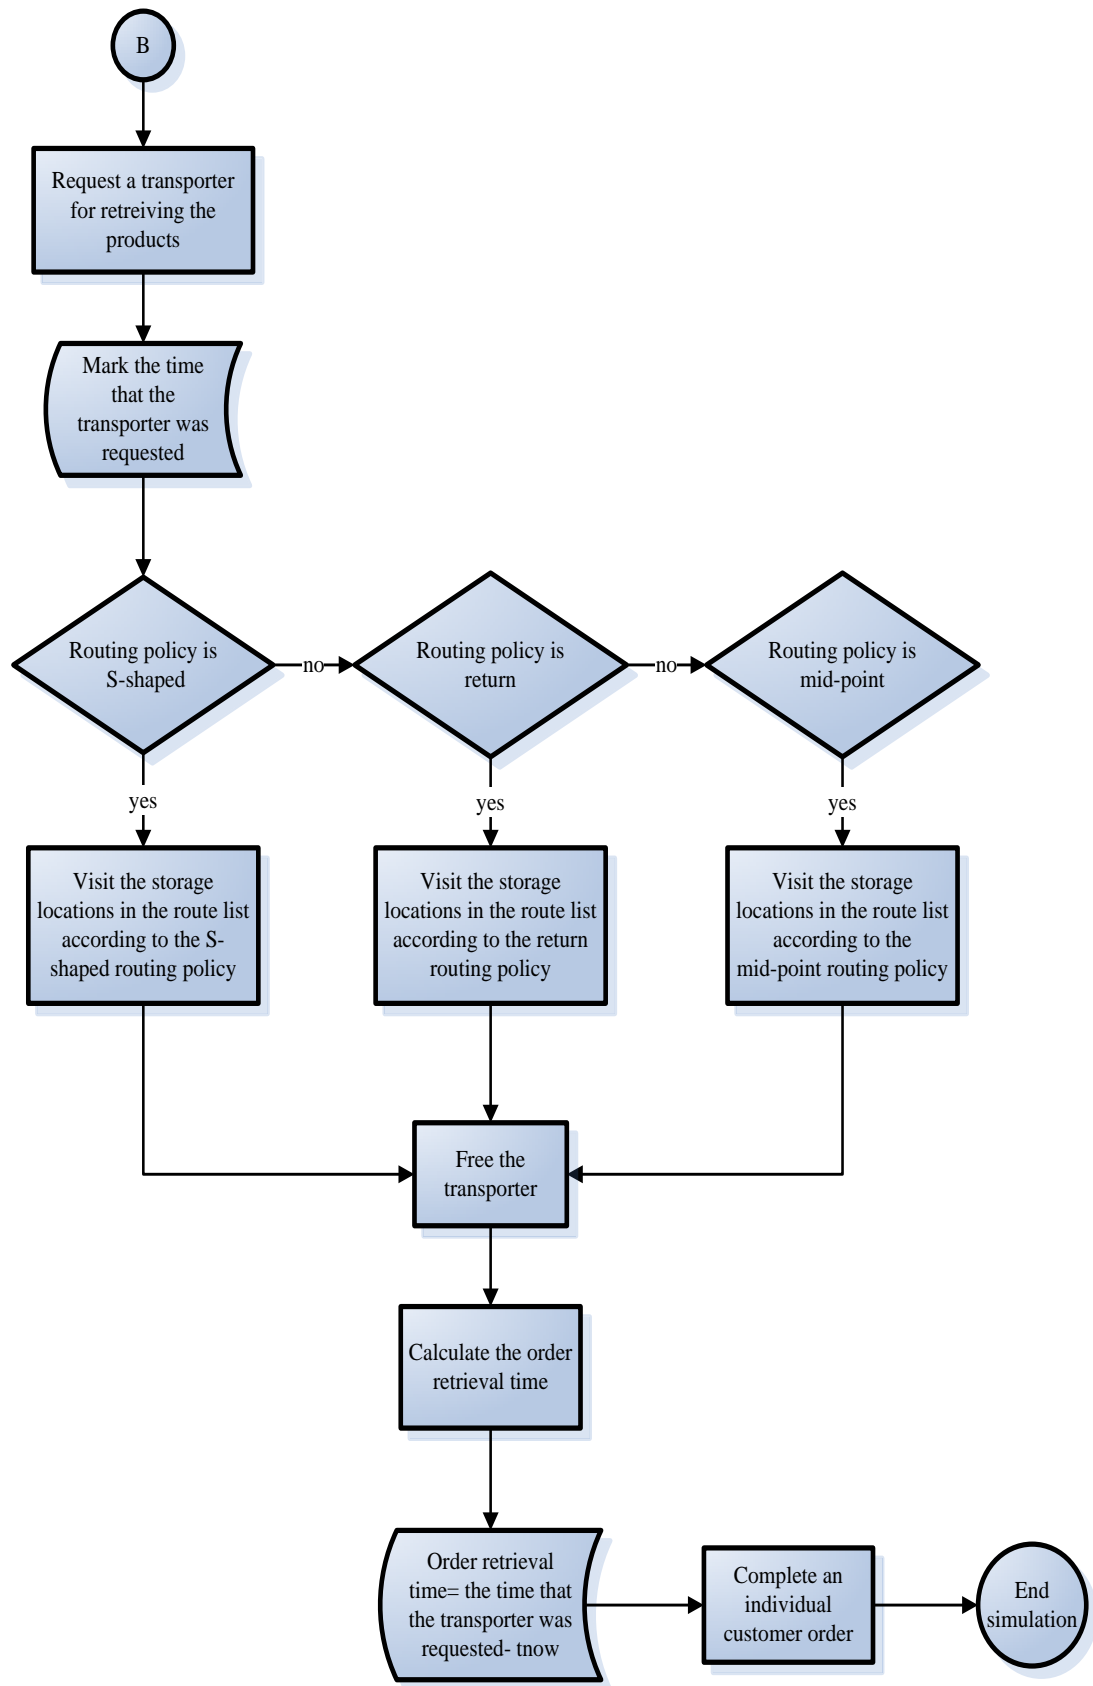 B
Request a transporter
for retreiving the
products
Mark the time
that the
transporter was
requested
Routing policy is
S-shaped
no
Routing policy is
return
no
Routing policy is
mid-point
yes
yes
yes
Visit the storage
locations in the route list
according to the S-
shaped routing policy
Visit the storage
locations in the route list
according to the return
routing policy
Visit the storage
locations in the route list
according to the
mid-point routing policy
Free the
transporter
Calculate the order
retrieval time
Order retrieval
time= the time that
the transporter was
requested- tnow
Complete an
individual
customer order
End
simulation